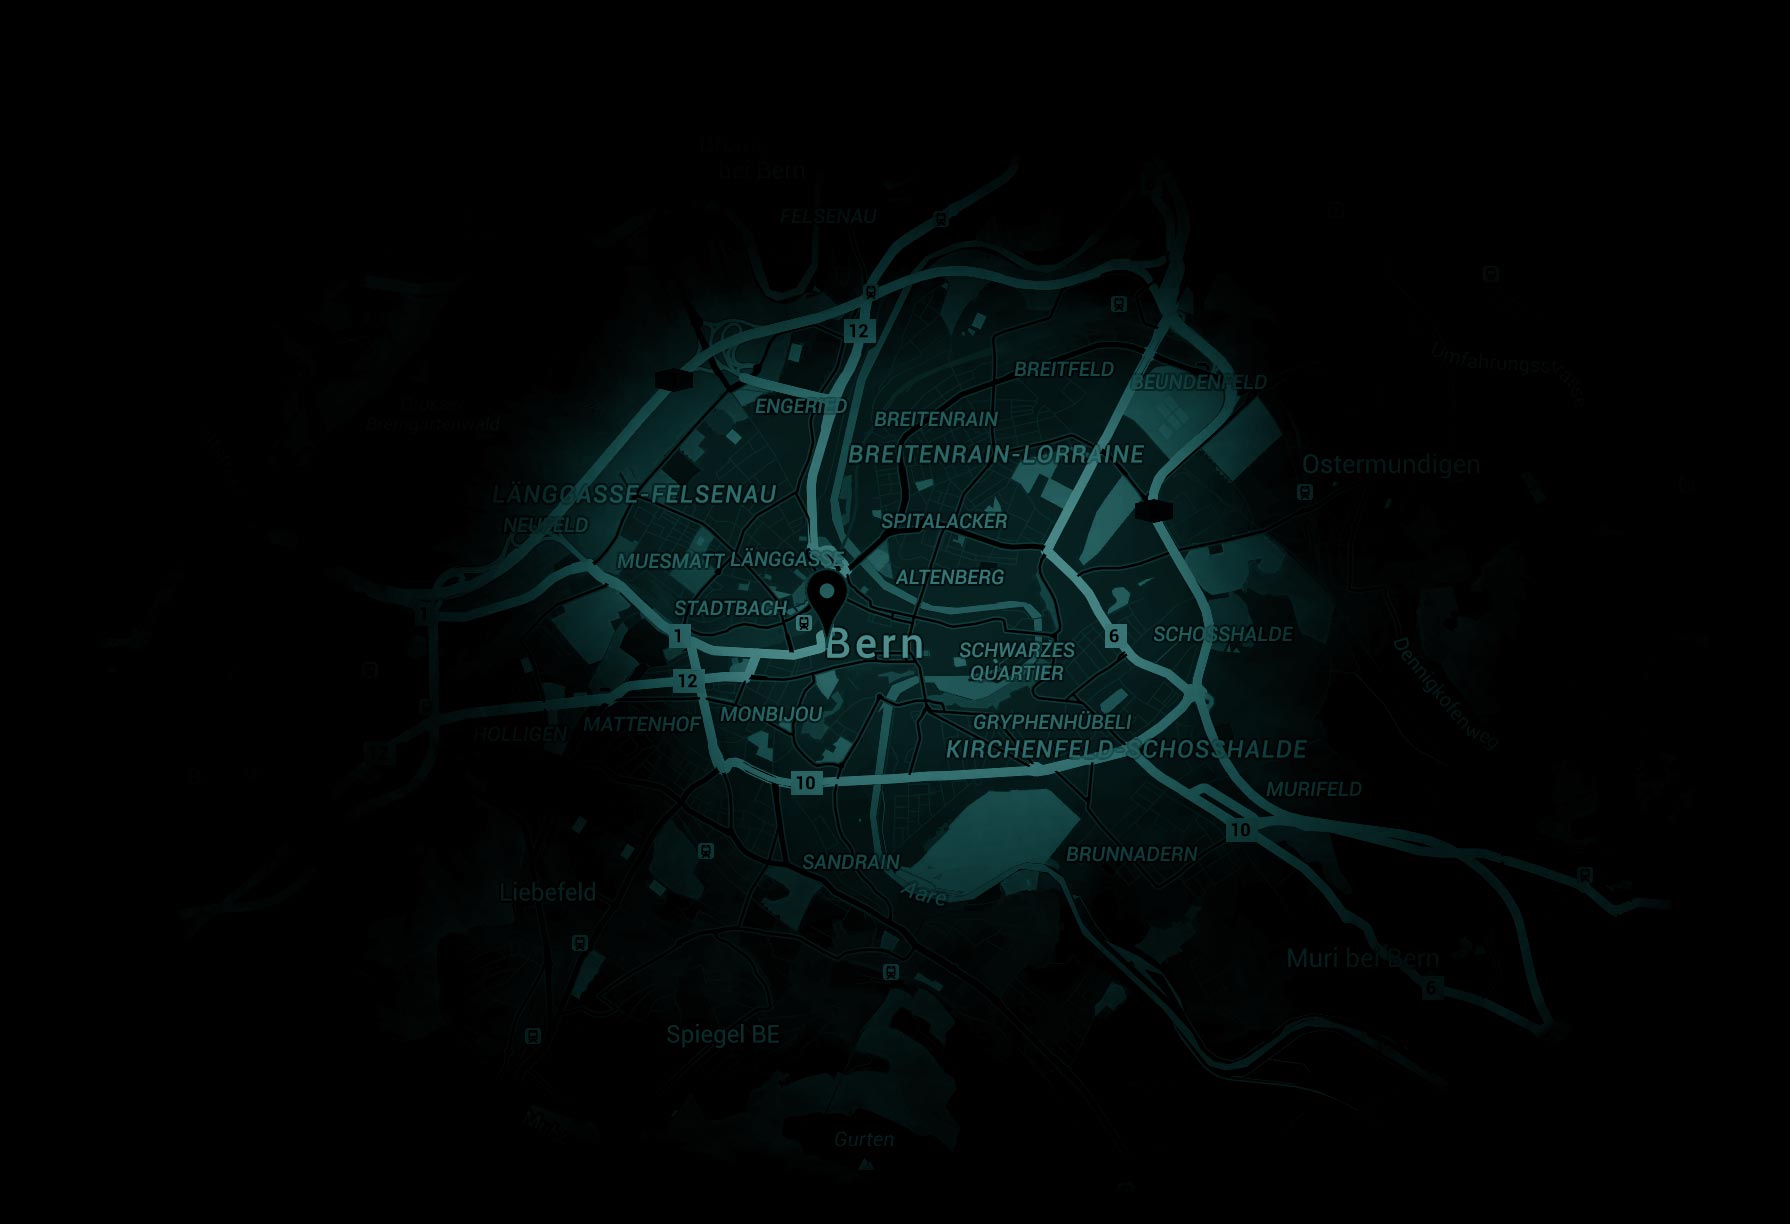 bei Bern
FELSENAU
12
Umfahrungsstrasse
BREITFELD
BEUNDENFELD
ENGERIED
Bremgartenwald
BREITENRAIN
BREITENRAIN-LORRAINE
Ostermundigen
LÄNGGASSE-FELSENAU
NEUFELD
SPITALACKER
MUESMATT
LÄNGGASSE
ALTENBERG
STADTBACH
1
1
6
SCHOSSHALDE
Bern
SCHWARZES
QUARTIER
Dennigkofenweg
12
MONBIJOU
MATTENHOF
HOLLIGEN
GRYPHENHÜBELI
KIRCHENFELD-SCHOSSHALDE
12
10
MURIFELD
10
SANDRAIN
BRUNNADERN
Liebefeld
Aare
Muri bei Bern
6
Spiegel BE
Gurten